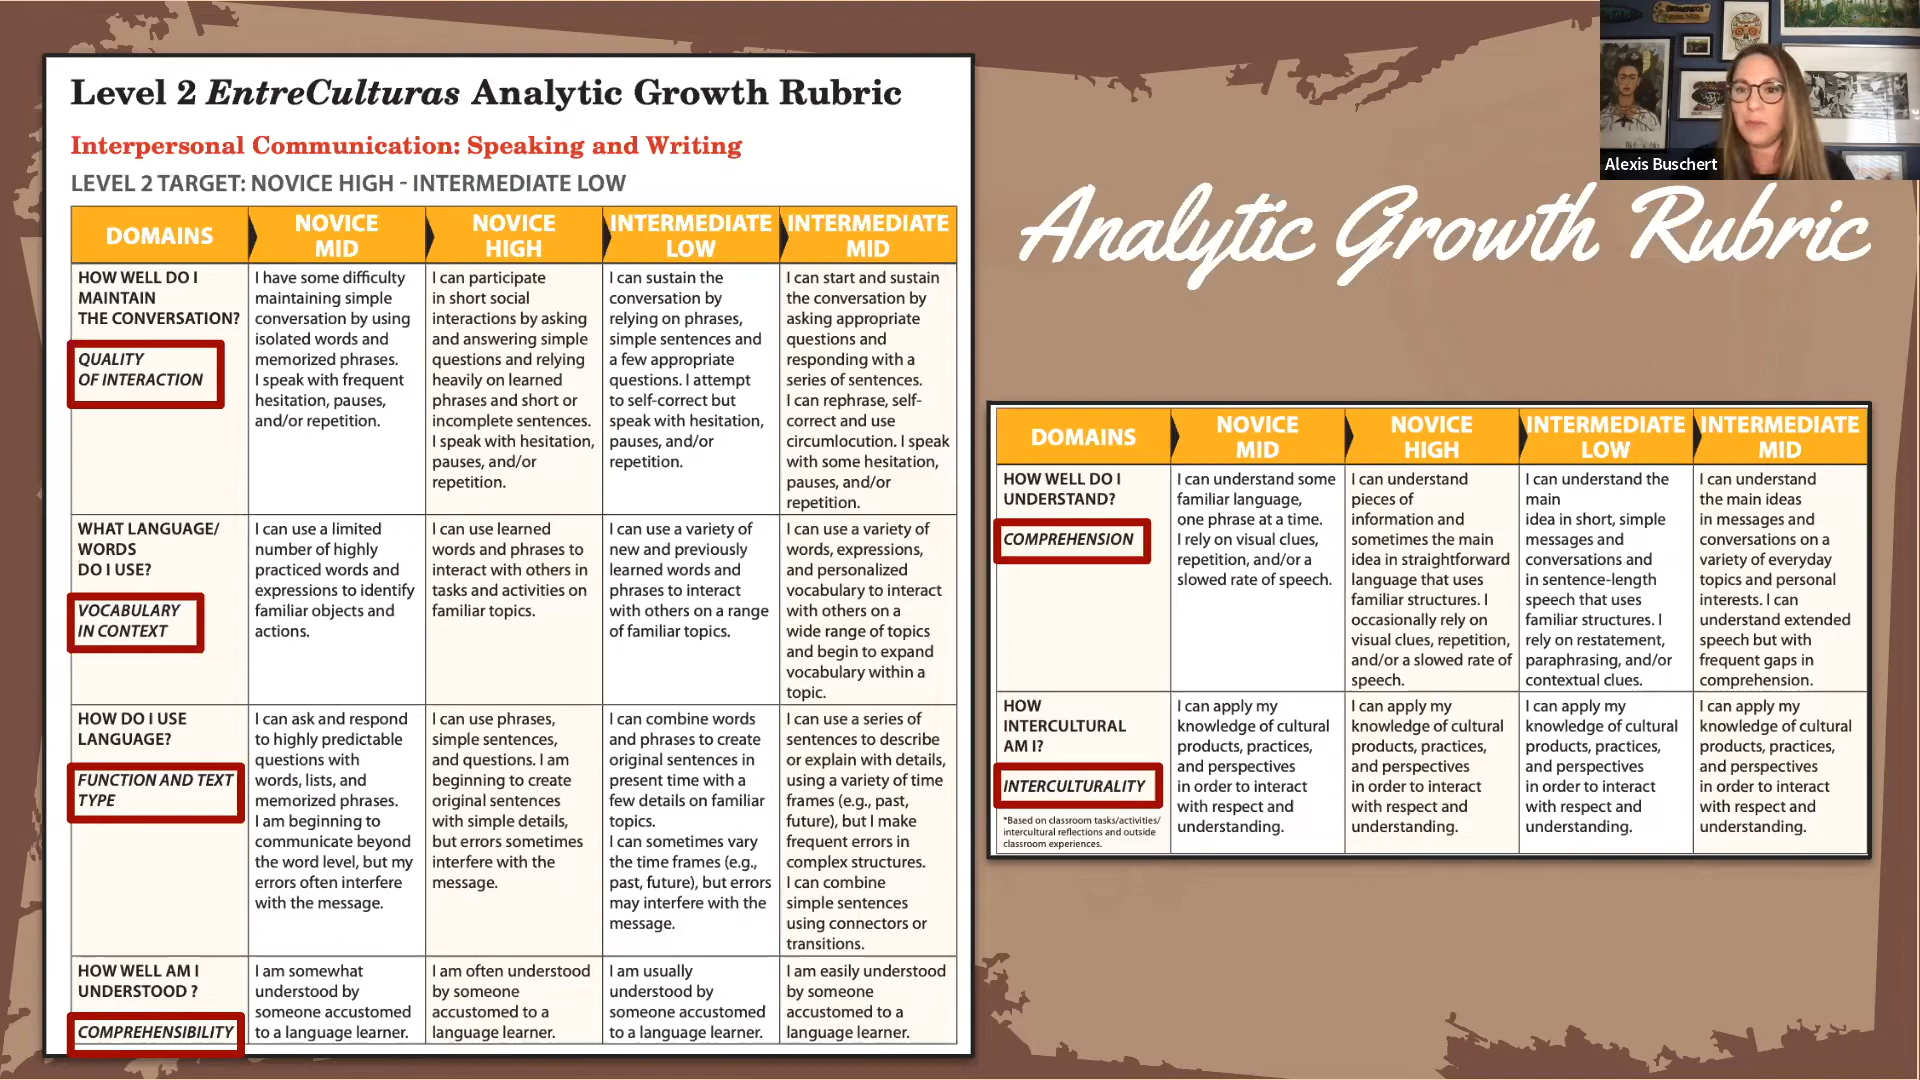 Level 2 EntreCulturas Analytic Growth Rubric
Interpersonal Communication: Speaking and Writing
LEVEL 2 TARGET: NOVICE HIGH - INTERMEDIATE LOW
DOMAINS
NOVICE
MID
NOVICE
HIGH
INTERMEDIATE
LOW
INTERMEDIATE
MID
HOW WELL DO I
MAINTAIN
THE CONVERSATION?
QUALITY
OF INTERACTION
I have some difficulty
maintaining simple
conversation by using
isolated words and
memorized phrases.
I speak with frequent
hesitation, pauses,
and/or repetition.
I can participate
in short social
interactions by asking
and answering simple
questions and relying
heavily on learned
phrases and short or
incomplete sentences.
I speak with hesitation,
pauses, and/or
repetition.
I can sustain the
conversation by
relying on phrases,
simple sentences and
a few appropriate
questions. I attempt
to self-correct but
speak with hesitation,
pauses, and/or
repetition.
I can start and sustain
the conversation by
asking appropriate
questions and
responding with a
series of sentences.
I can rephrase, self-
correct and use
circumlocution. I speak
with some hesitation,
pauses, and/or
repetition.
WHAT LANGUAGE/
WORDS
DO I USE?
VOCABULARY
IN CONTEXT
I can use a limited
number of highly
practiced words and
expressions to identify
familiar objects and
actions.
I can use learned
words and phrases to
interact with others in
tasks and activities on
familiar topics.
I can use a variety of
new and previously
learned words and
phrases to interact
with others on a range
of familiar topics.
I can use a variety of
words, expressions,
and personalized
vocabulary to interact
with others on a
wide range of topics
and begin to expand
vocabulary within a
topic.
HOW DO I USE
LANGUAGE?
FUNCTION AND TEXT
TYPE
I can ask and respond
to highly predictable
questions with
words, lists, and
memorized phrases.
I am beginning to
communicate beyond
the word level, but my
errors often interfere
with the message.
I can use phrases,
simple sentences,
and questions. I am
beginning to create
original sentences
with simple details,
but errors sometimes
interfere with the
message.
I can combine words
and phrases to create
original sentences in
present time with a
few details on familiar
topics.
I can sometimes vary
the time frames (e.g.,
past, future), but errors
may interfere with the
message.
I can use a series of
sentences to describe
or explain with details,
using a variety of time
frames (e.g., past,
future), but I make
frequent errors in
complex structures.
I can combine
simple sentences
using connectors or
transitions.
HOW WELL AM I
UNDERSTOOD ?
COMPREHENSIBILITY
I am somewhat
understood by
someone accustomed
to a language learner.
I am often understood
by someone
accustomed to a
language learner.
I am usually
understood by
someone accustomed
to a language learner.
I am easily understood
by someone
accustomed to a
language learner.
Alexis Buschert
Analytic Growth Rubric
DOMAINS
NOVICE
MID
NOVICE
HIGH
INTERMEDIATE
LOW
INTERMEDIATE
MID
HOW WELL DO I
UNDERSTAND?
COMPREHENSION
I can understand some
familiar language,
one phrase at a time.
I rely on visual clues,
repetition, and/or a
slowed rate of speech.
I can understand
pieces of
information and
sometimes the main
idea in straightforward
language that uses
familiar structures. I
occasionally rely on
visual clues, repetition,
and/or a slowed rate of
speech.
I can understand the
main
idea in short, simple
messages and
conversations and
in sentence-length
speech that uses
familiar structures. I
rely on restatement,
paraphrasing, and/or
contextual clues.
I can understand
the main ideas
in messages and
conversations on a
variety of everyday
topics and personal
interests. I can
understand extended
speech but with
frequent gaps in
comprehension.
HOW
INTERCULTURAL
AM I?
INTERCULTURALITY
*Based on classroom tasks/activities/
intercultural reflections and outside
classroom experiences.
I can apply my
knowledge of cultural
products, practices,
and perspectives
in order to interact
with respect and
understanding.
I can apply my
knowledge of cultural
products, practices,
and perspectives
in order to interact
with respect and
understanding.
I can apply my
knowledge of cultural
products, practices,
and perspectives
in order to interact
with respect and
understanding.
I can apply my
knowledge of cultural
products, practices,
and perspectives
in order to interact
with respect and
understanding.